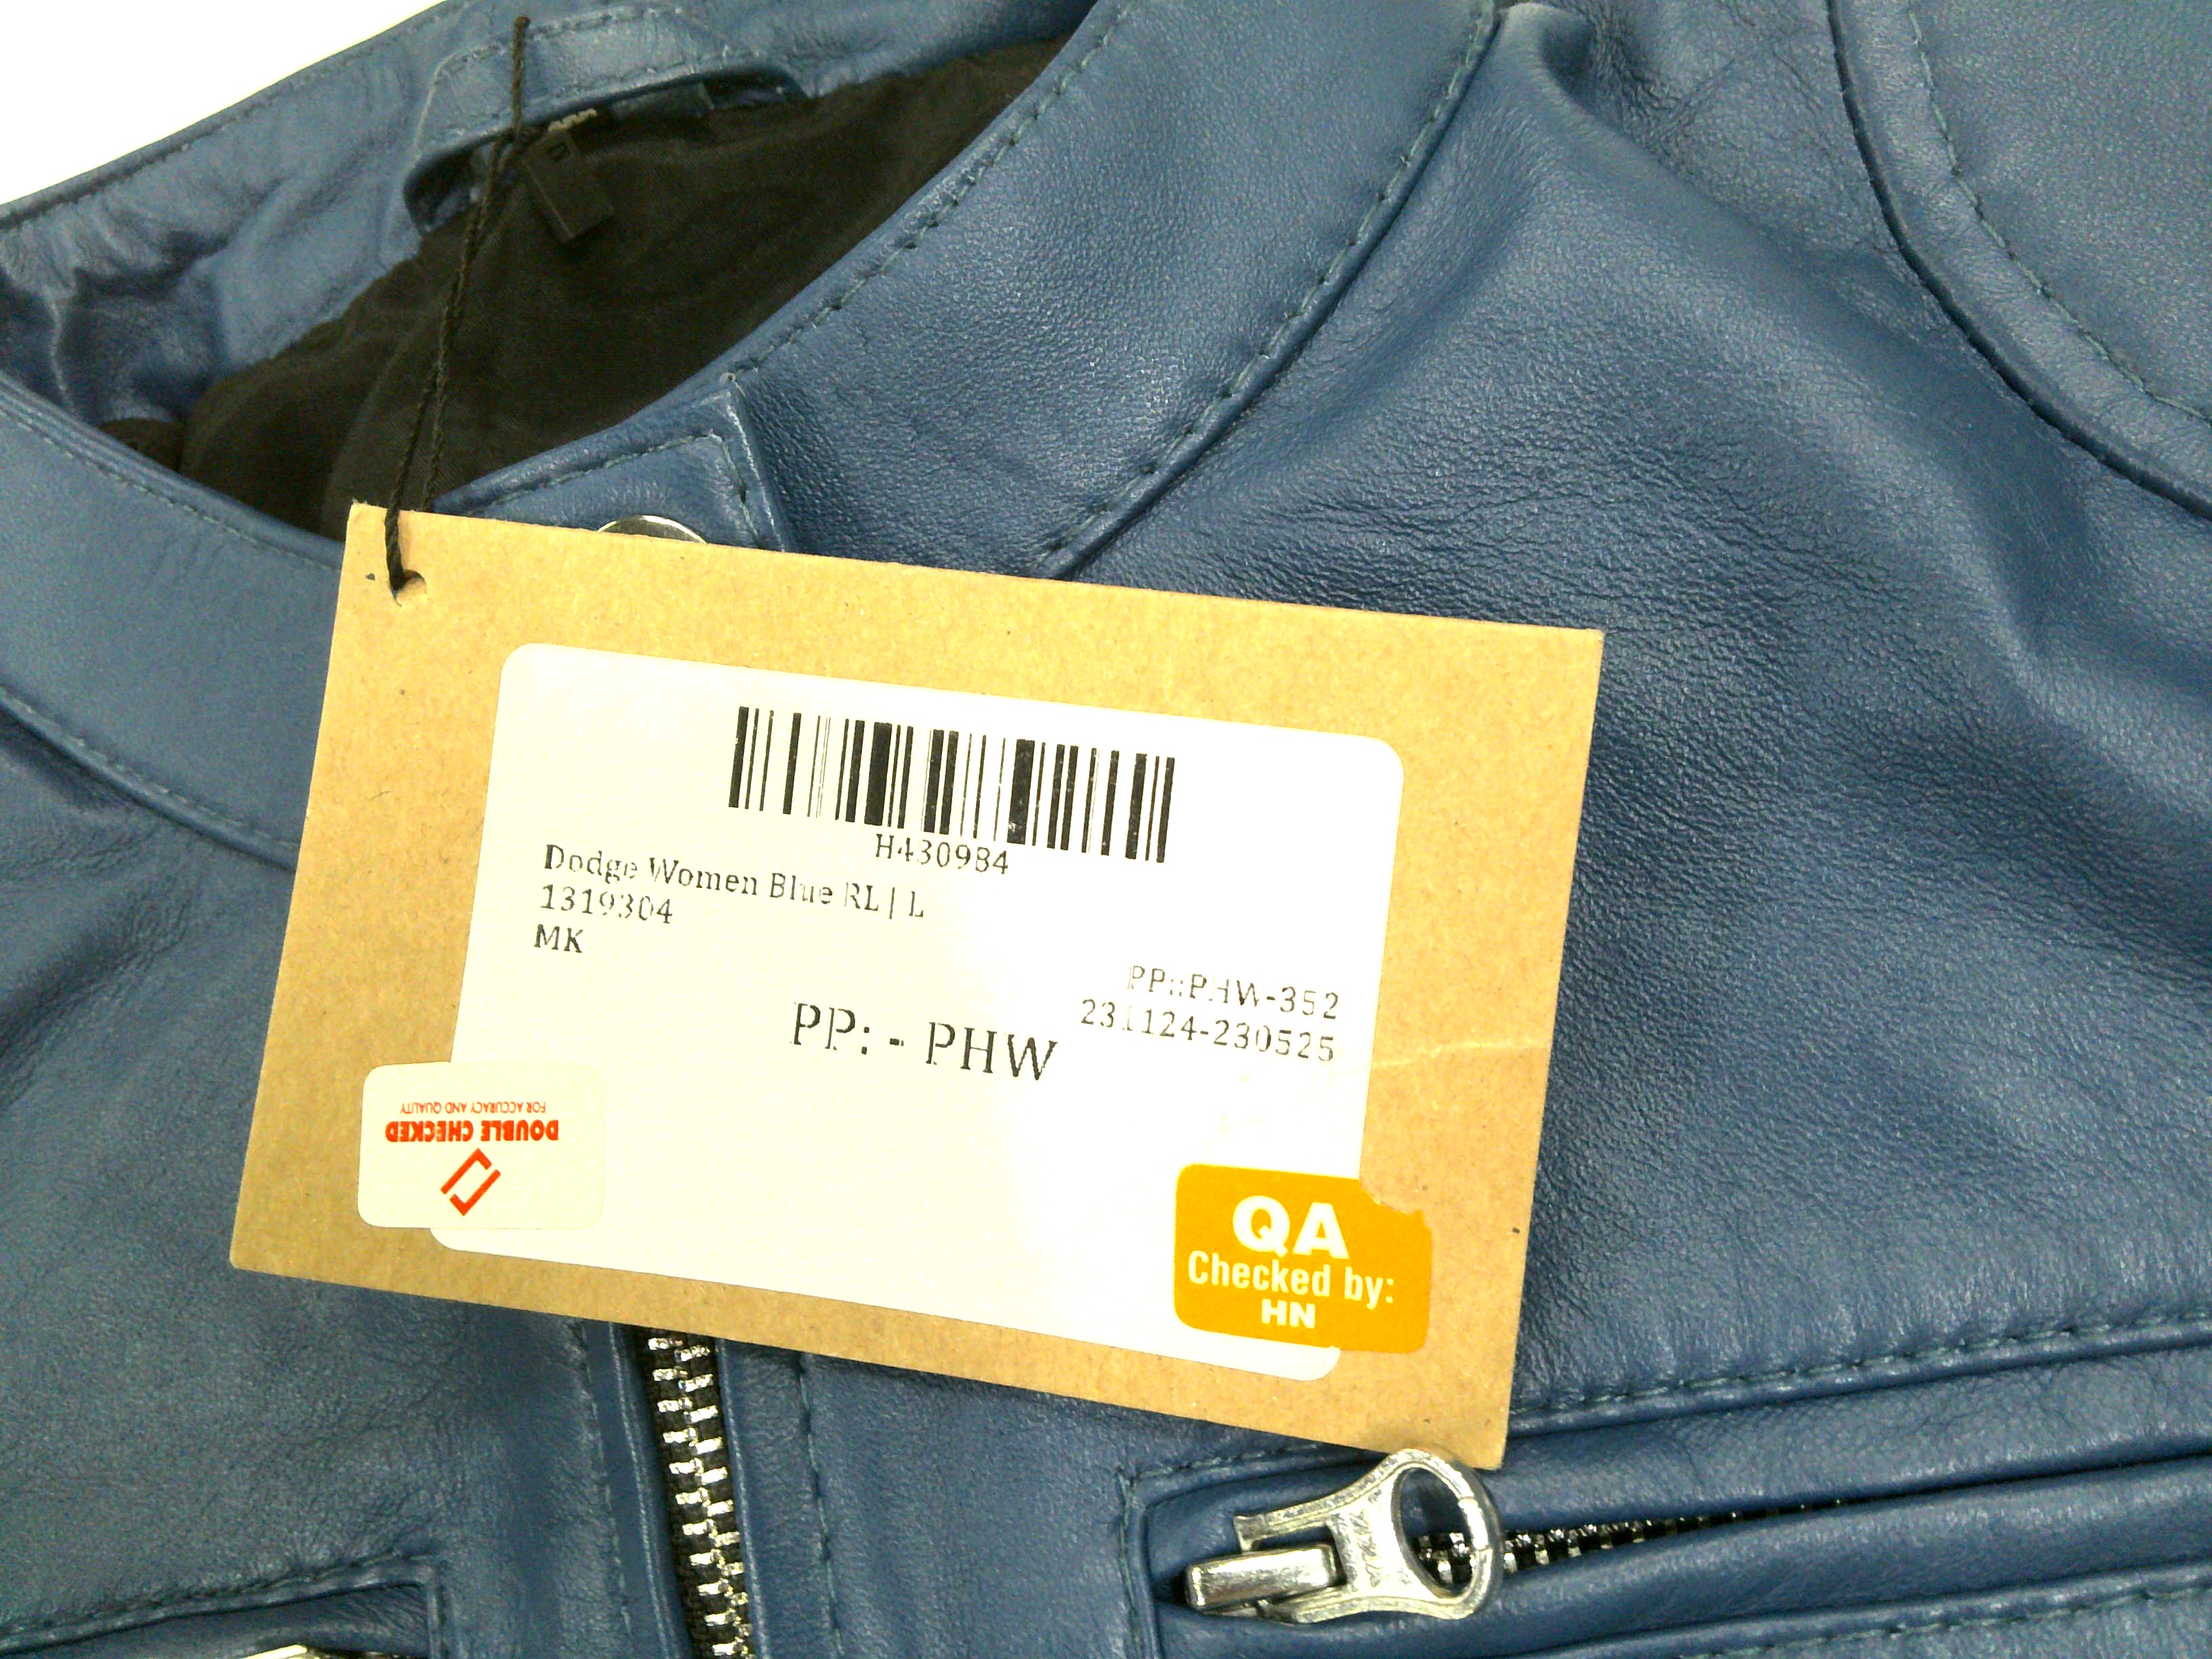 H430984
Dodge Women Blue RL | L
1319304
MK
PP::PHW-352
231124-230525
PP: - PHW
DOUBLE CHECKED
FOR ACCURACY AND QUALITY
QA
Checked by:
HN